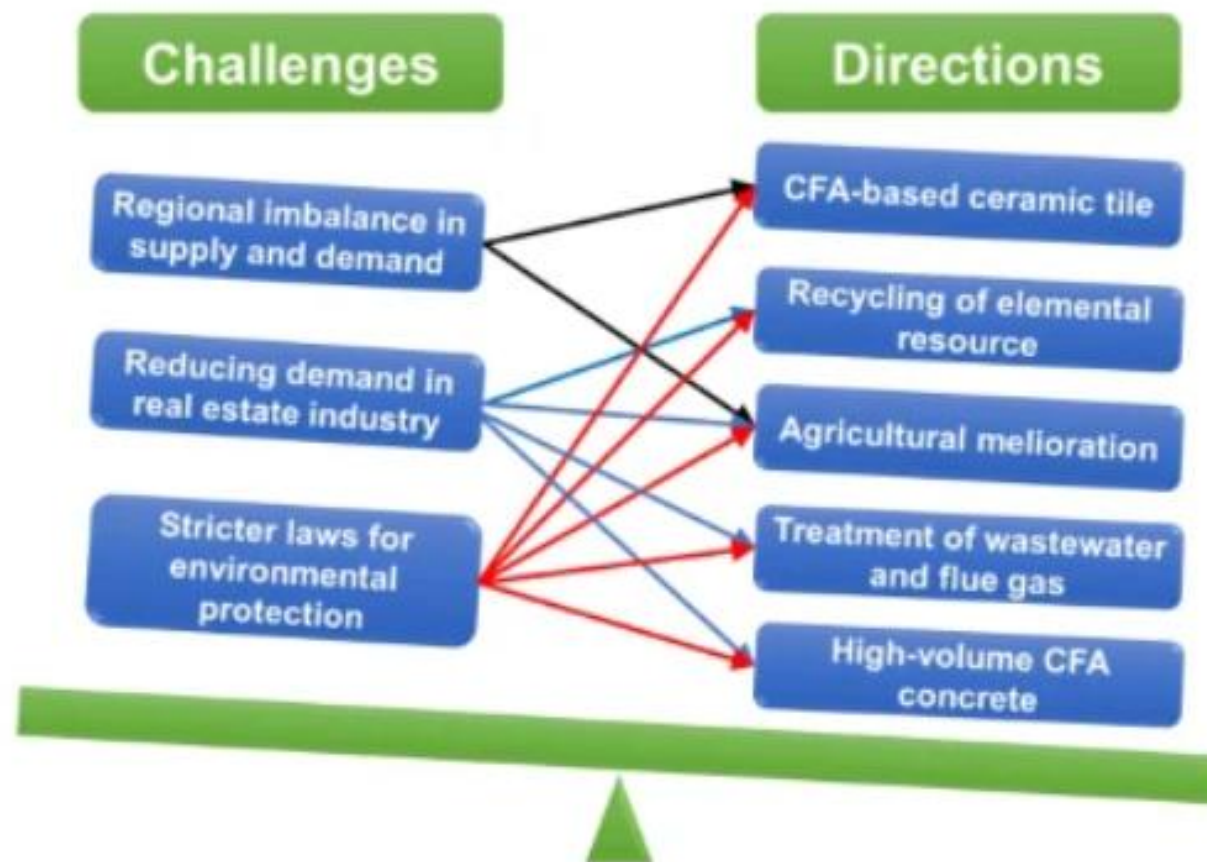 Challenges
Regional imbalance in
supply and demand
Reducing demand in
real estate industry
Stricter laws for
environmental
protection
Directions
CFA-based ceramic tile
Recycling of elemental
resource
Agricultural melioration
Treatment of wastewater
and flue gas
High-volume CFA
concrete